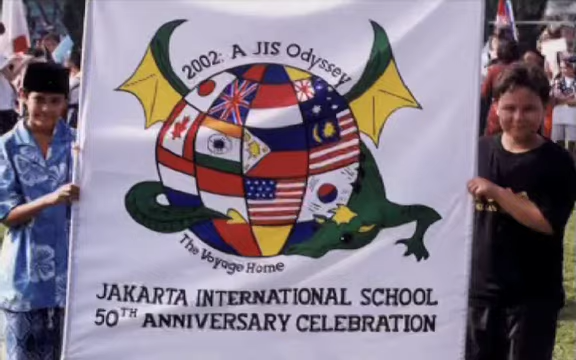 2002: A JIS Odyssey
The Voyage Home
JAKARTA INTERNATIONAL SCHOOL
50TH ANNIVERSARY CELEBRATION